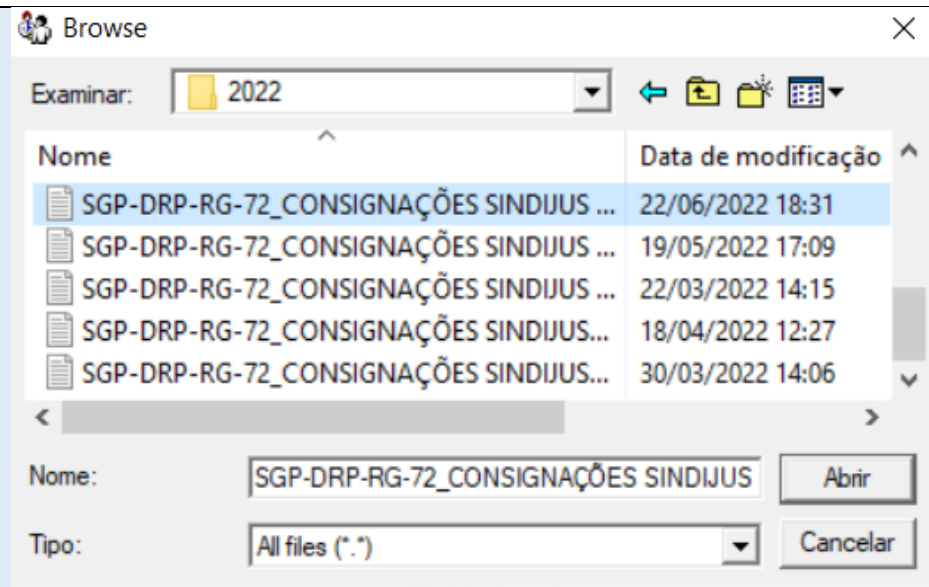 Browse
Examinar: 2022
Nome Data de modificação
SGP-DRP-RG-72_CONSIGNAÇÕES SINDIJUS ... 22/06/2022 18:31
SGP-DRP-RG-72_CONSIGNAÇÕES SINDIJUS ... 19/05/2022 17:09
SGP-DRP-RG-72_CONSIGNAÇÕES SINDIJUS ... 22/03/2022 14:15
SGP-DRP-RG-72_CONSIGNAÇÕES SINDIJUS... 18/04/2022 12:27
SGP-DRP-RG-72_CONSIGNAÇÕES SINDIJUS... 30/03/2022 14:06
Nome: SGP-DRP-RG-72_CONSIGNAÇÕES SINDIJUS Abrir
Tipo: All files (*.*) Cancelar